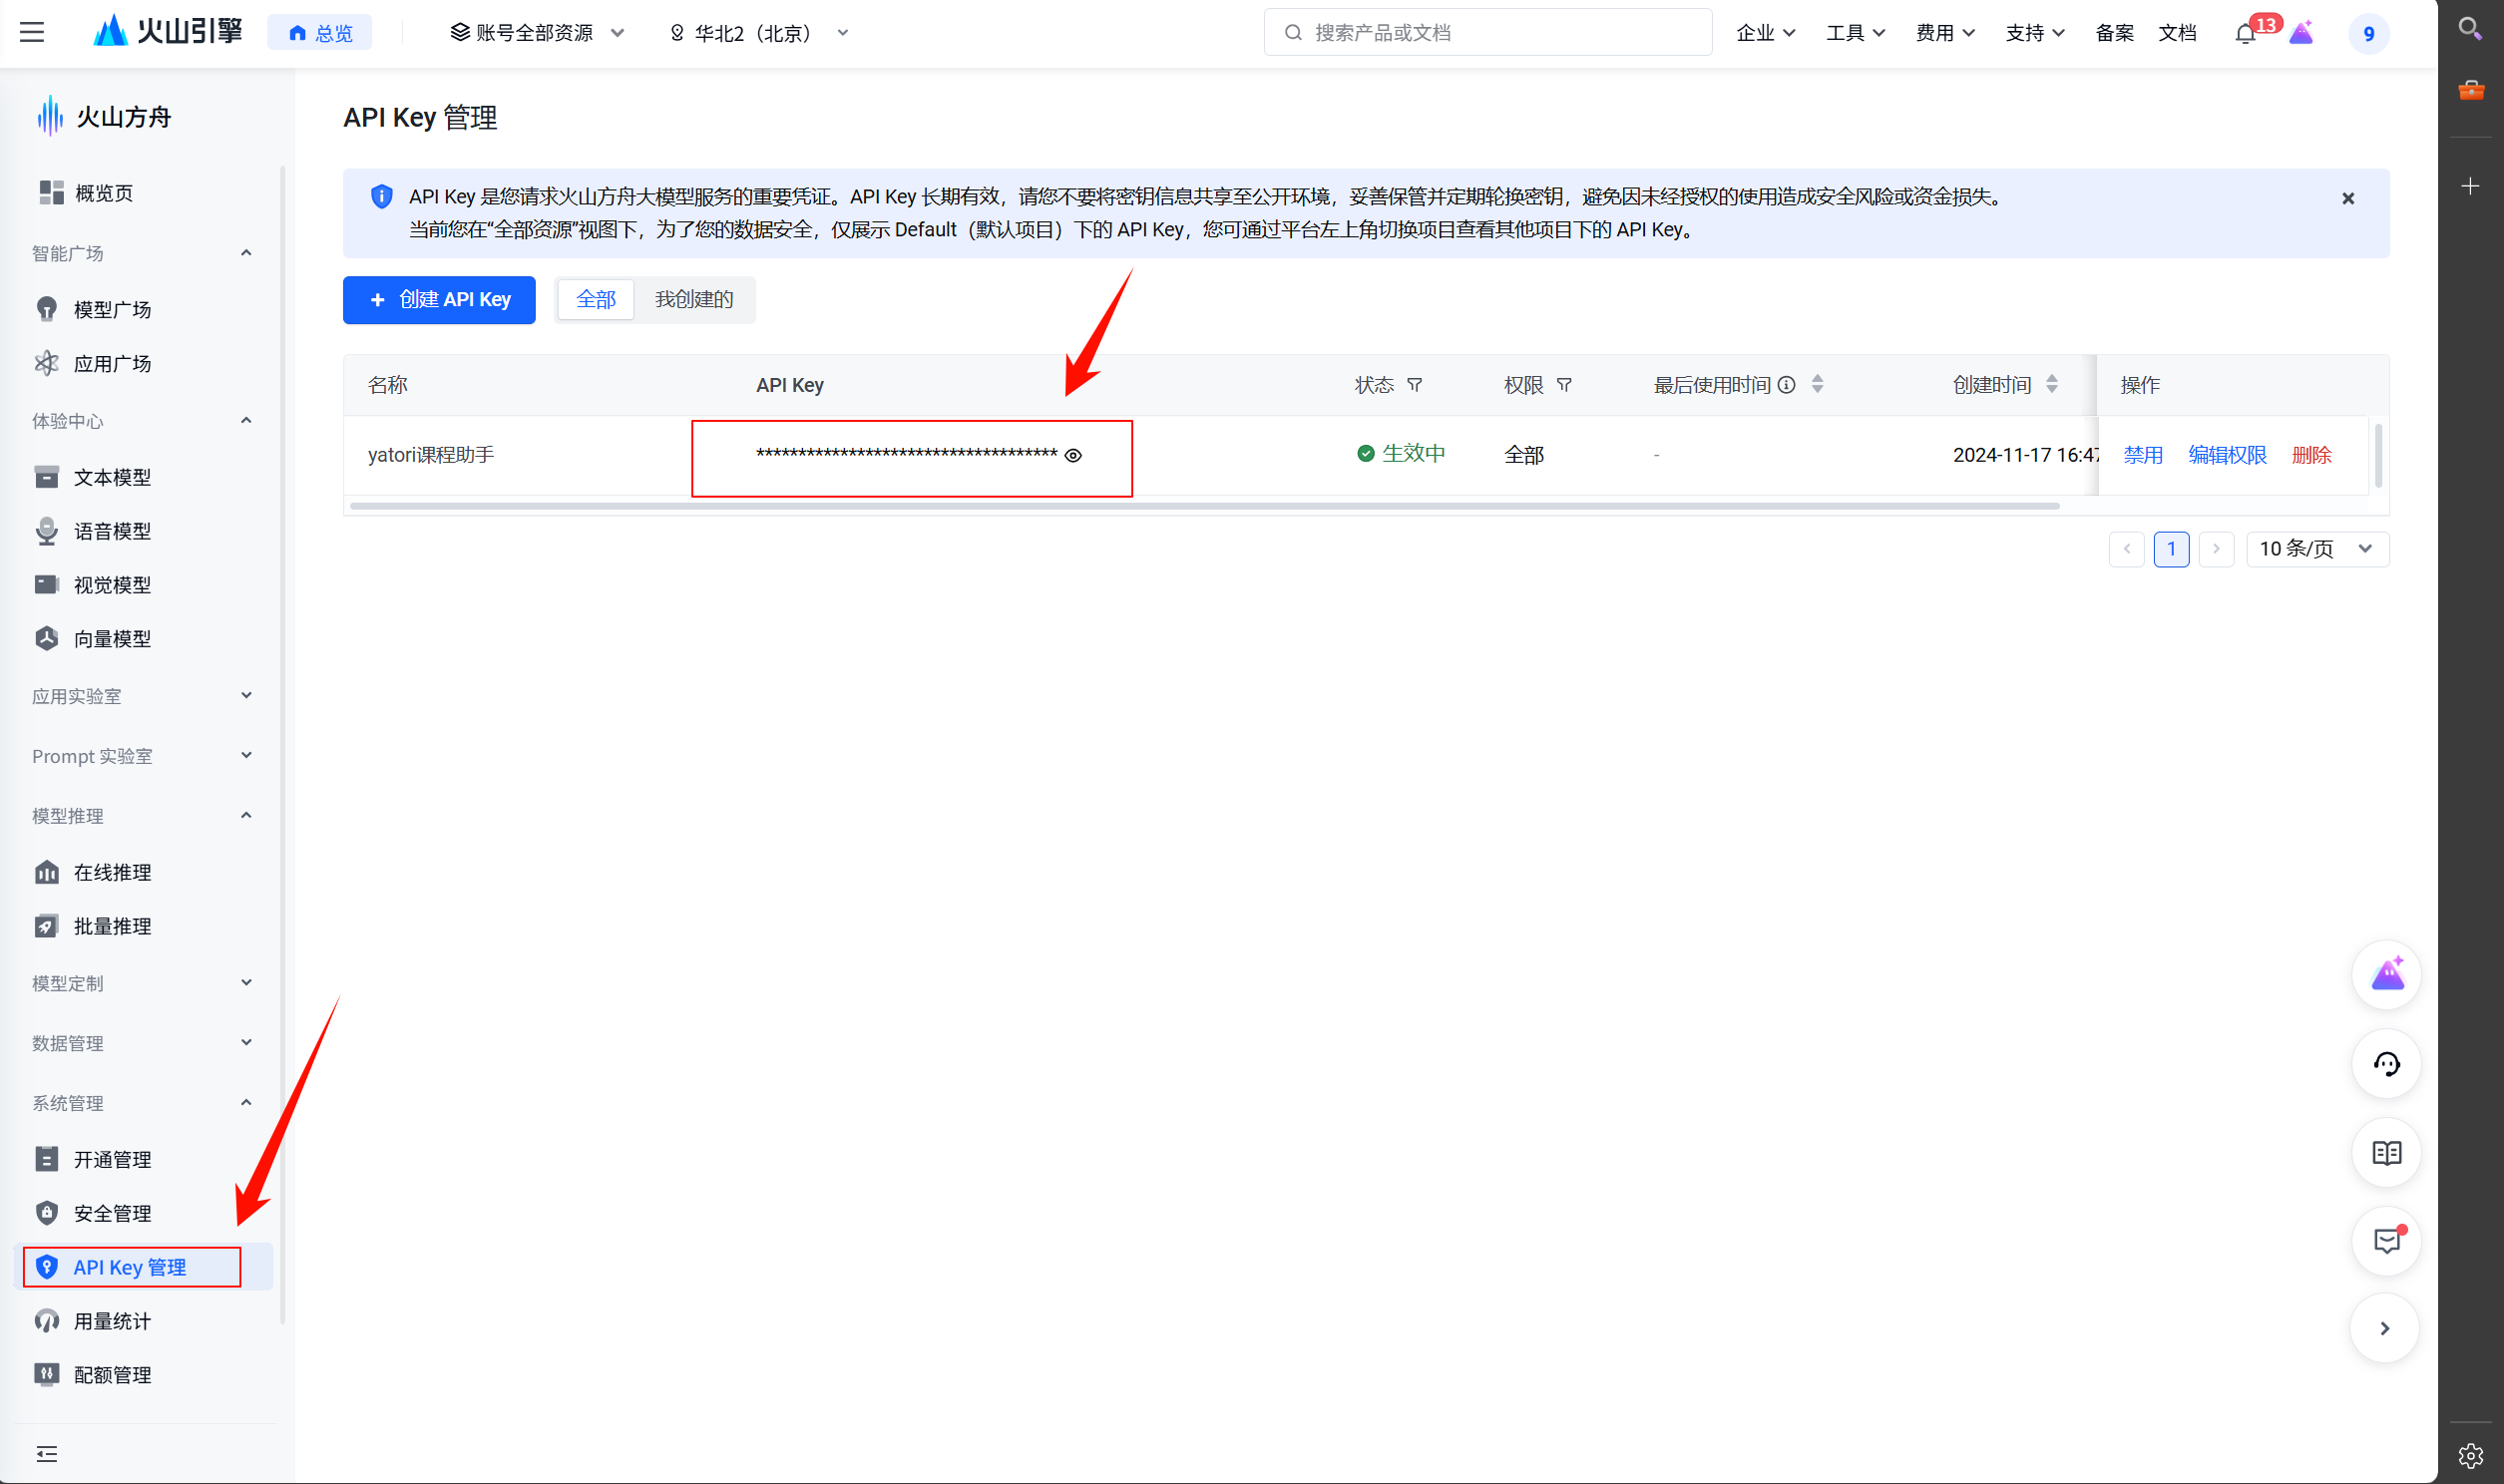 火山引擎
总览
账号全部资源
华北2（北京）
搜索产品或文档
企业
工具
费用
支持
备案
文档
13
9
火山方舟
概览页
智能广场
模型广场
应用广场
体验中心
文本模型
语音模型
视觉模型
向量模型
应用实验室
Prompt 实验室
模型推理
在线推理
批量推理
模型定制
数据管理
系统管理
开通管理
安全管理
API Key 管理
用量统计
配额管理
API Key 管理
API Key 是您请求火山方舟大模型服务的重要凭证。API Key 长期有效，请您不要将密钥信息共享至公开环境，妥善保管并定期轮换密钥，避免因未经授权的使用造成安全风险或资金损失。
当前您在“全部资源”视图下，为了您的数据安全，仅展示 Default（默认项目）下的 API Key，您可通过平台左上角切换项目查看其他项目下的 API Key。
+ 创建 API Key
全部
我创建的
名称 API Key 状态 权限 最后使用时间 创建时间 操作
yatori课程助手 ************************************ 生效中 全部 - 2024-11-17 16:47 禁用 编辑权限 删除
1
10 条/页